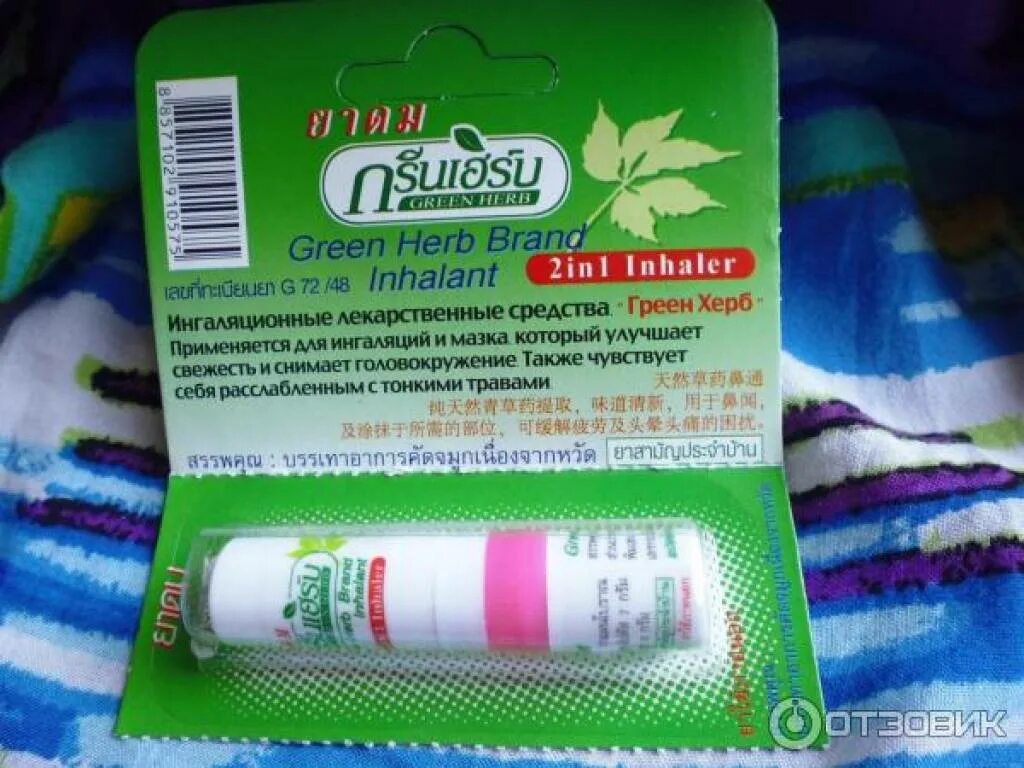 8 857102 910575
ยาดม
กรีนเฮิร์บ
GREEN HERB
Green Herb Brand
Inhalant
2in1 Inhaler
เลขที่ทะเบียนยา G 72 /48
Ингаляционные лекарственные средства. "Греен Херб"
Применяется для ингаляций и мазка, который улучшает
свежесть и снимает головокружение. Также чувствует
себя расслабленным с тонкими травами
天然草药鼻通
纯天然青草药提取，味道清新，用于鼻闻，
及涂抹于所需的部位，可缓解疲劳及头晕头痛的困扰。
สรรพคุณ : บรรเทาอาการคัดจมูกเนื่องจากหวัด
ยาสามัญประจำบ้าน
ยาดม
Herb Brand
Inhalant
Inhaler
ОТЗОВИК